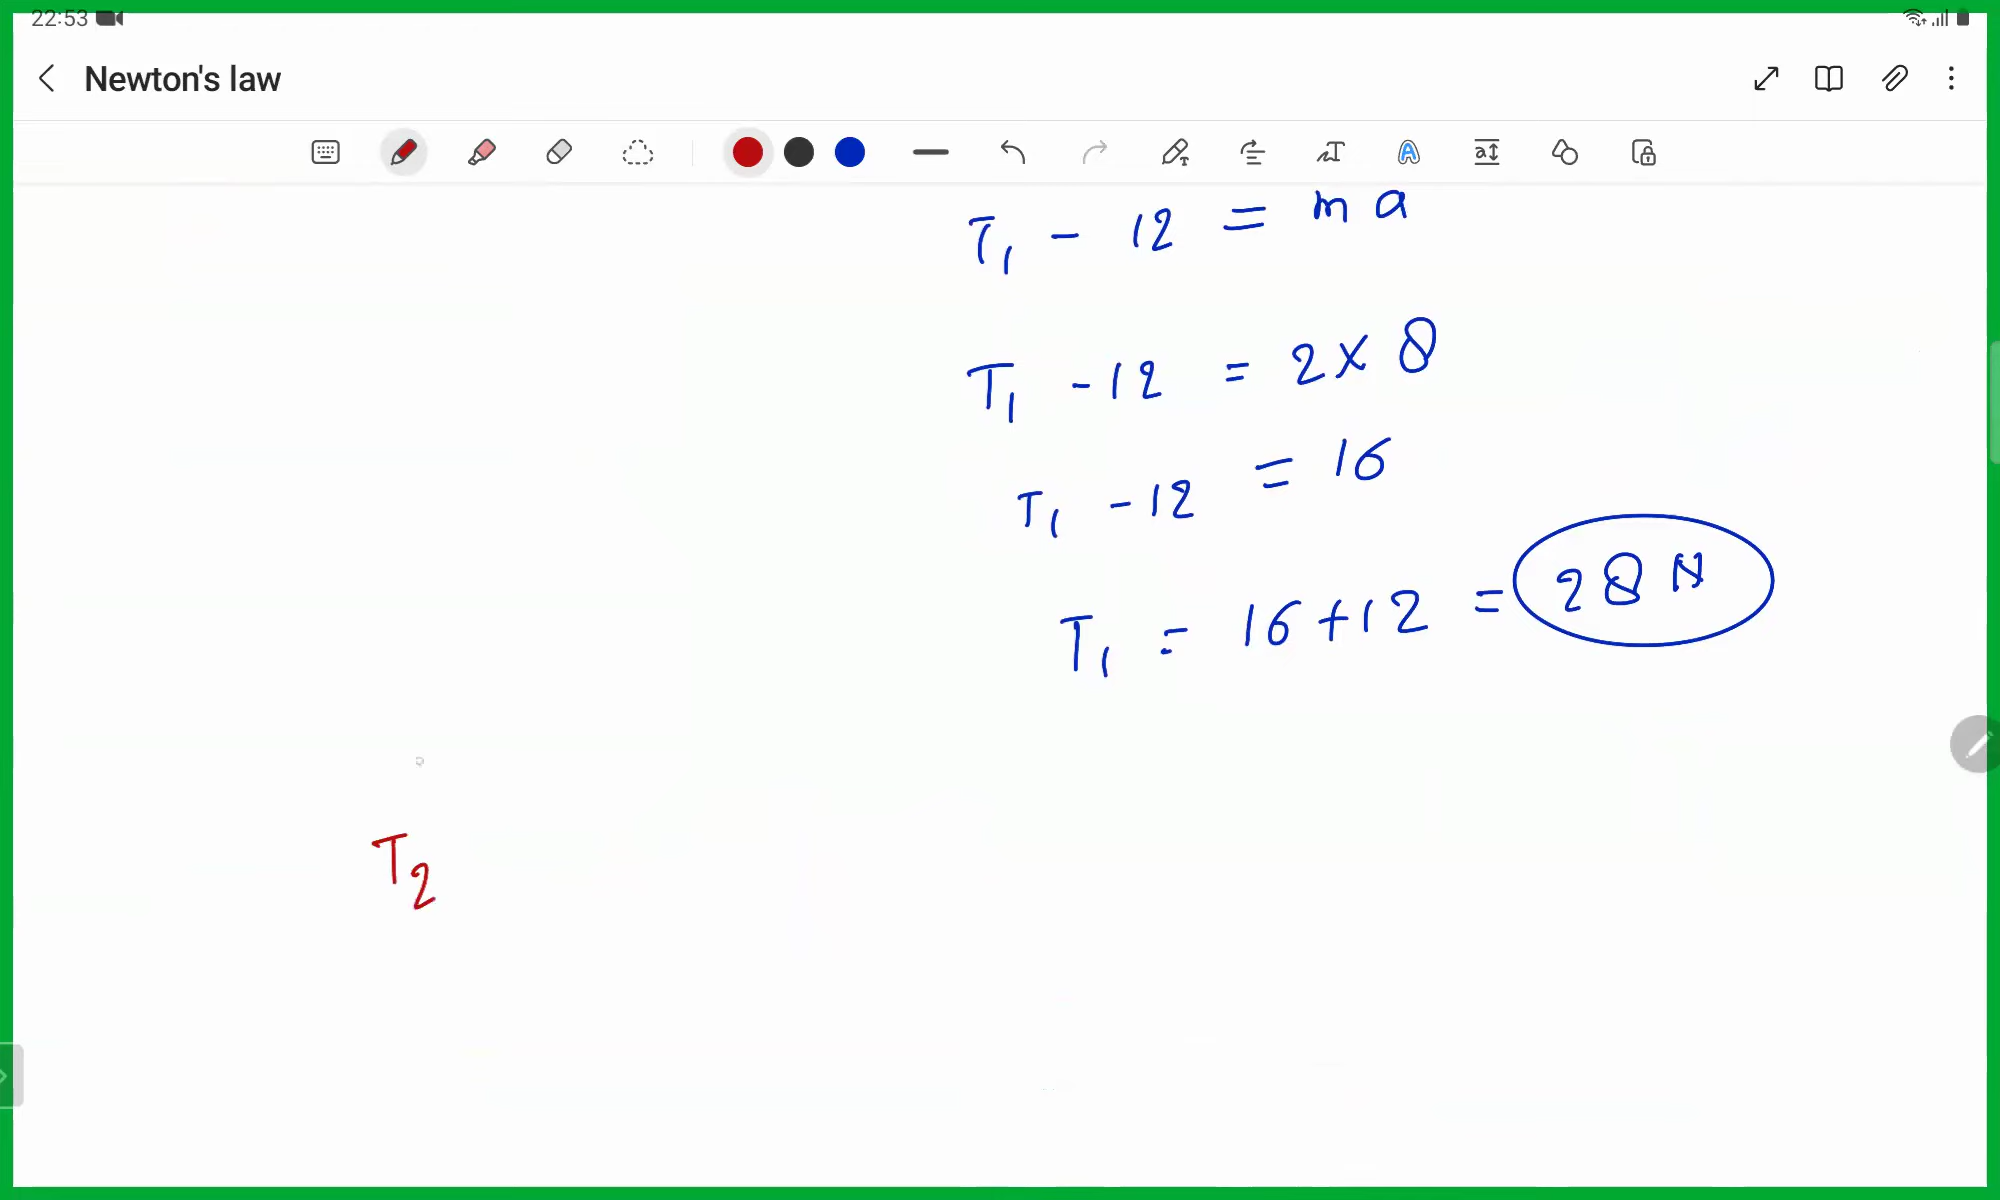 22:53
Newton's law
T₁ - 12 = m a
T₁ - 12 = 2 × 8
T₁ - 12 = 16
T₁ = 16 + 12 = 28 N
T₂